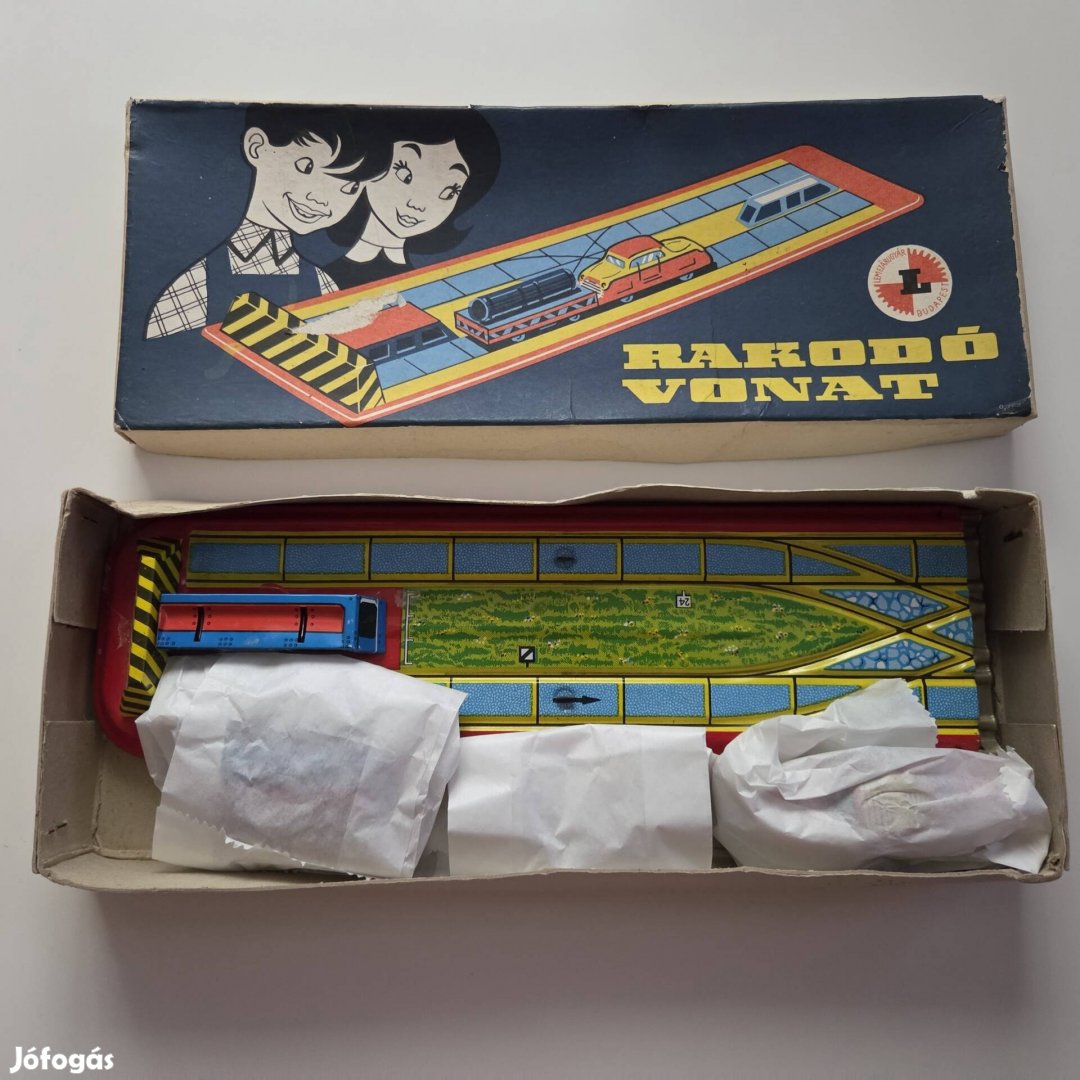 LEMEZÁRUGYÁR
L
BUDAPEST
RAKODÓ
VONAT
24
Jófogás